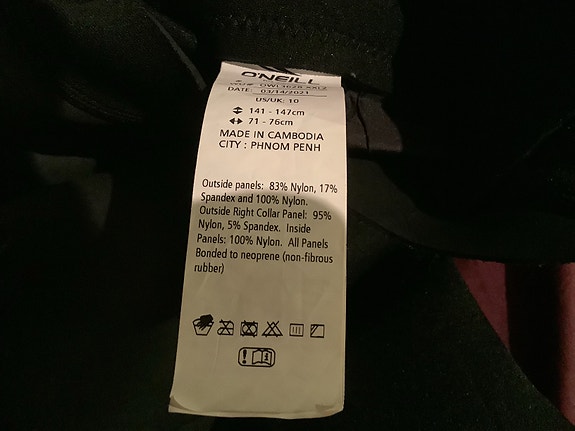 O'NEILL
DATE: 03/14/2021
US/UK: 10
141 - 147cm
71 - 76cm
MADE IN CAMBODIA
CITY : PHNOM PENH
Outside panels: 83% Nylon, 17%
Spandex and 100% Nylon.
Outside Right Collar Panel: 95%
Nylon, 5% Spandex. Inside
Panels: 100% Nylon. All Panels
Bonded to neoprene (non-fibrous
rubber)